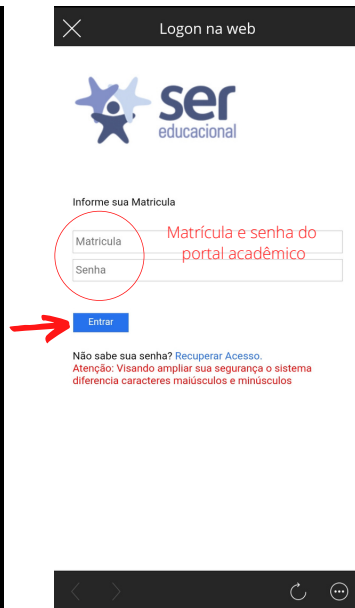 Logon na web
ser
educacional
Informe sua Matricula
Matricula
Matrícula e senha do
portal acadêmico
Senha
Entrar
Não sabe sua senha? Recuperar Acesso.
Atenção: Visando ampliar sua segurança o sistema
diferencia caracteres maiúsculos e minúsculos